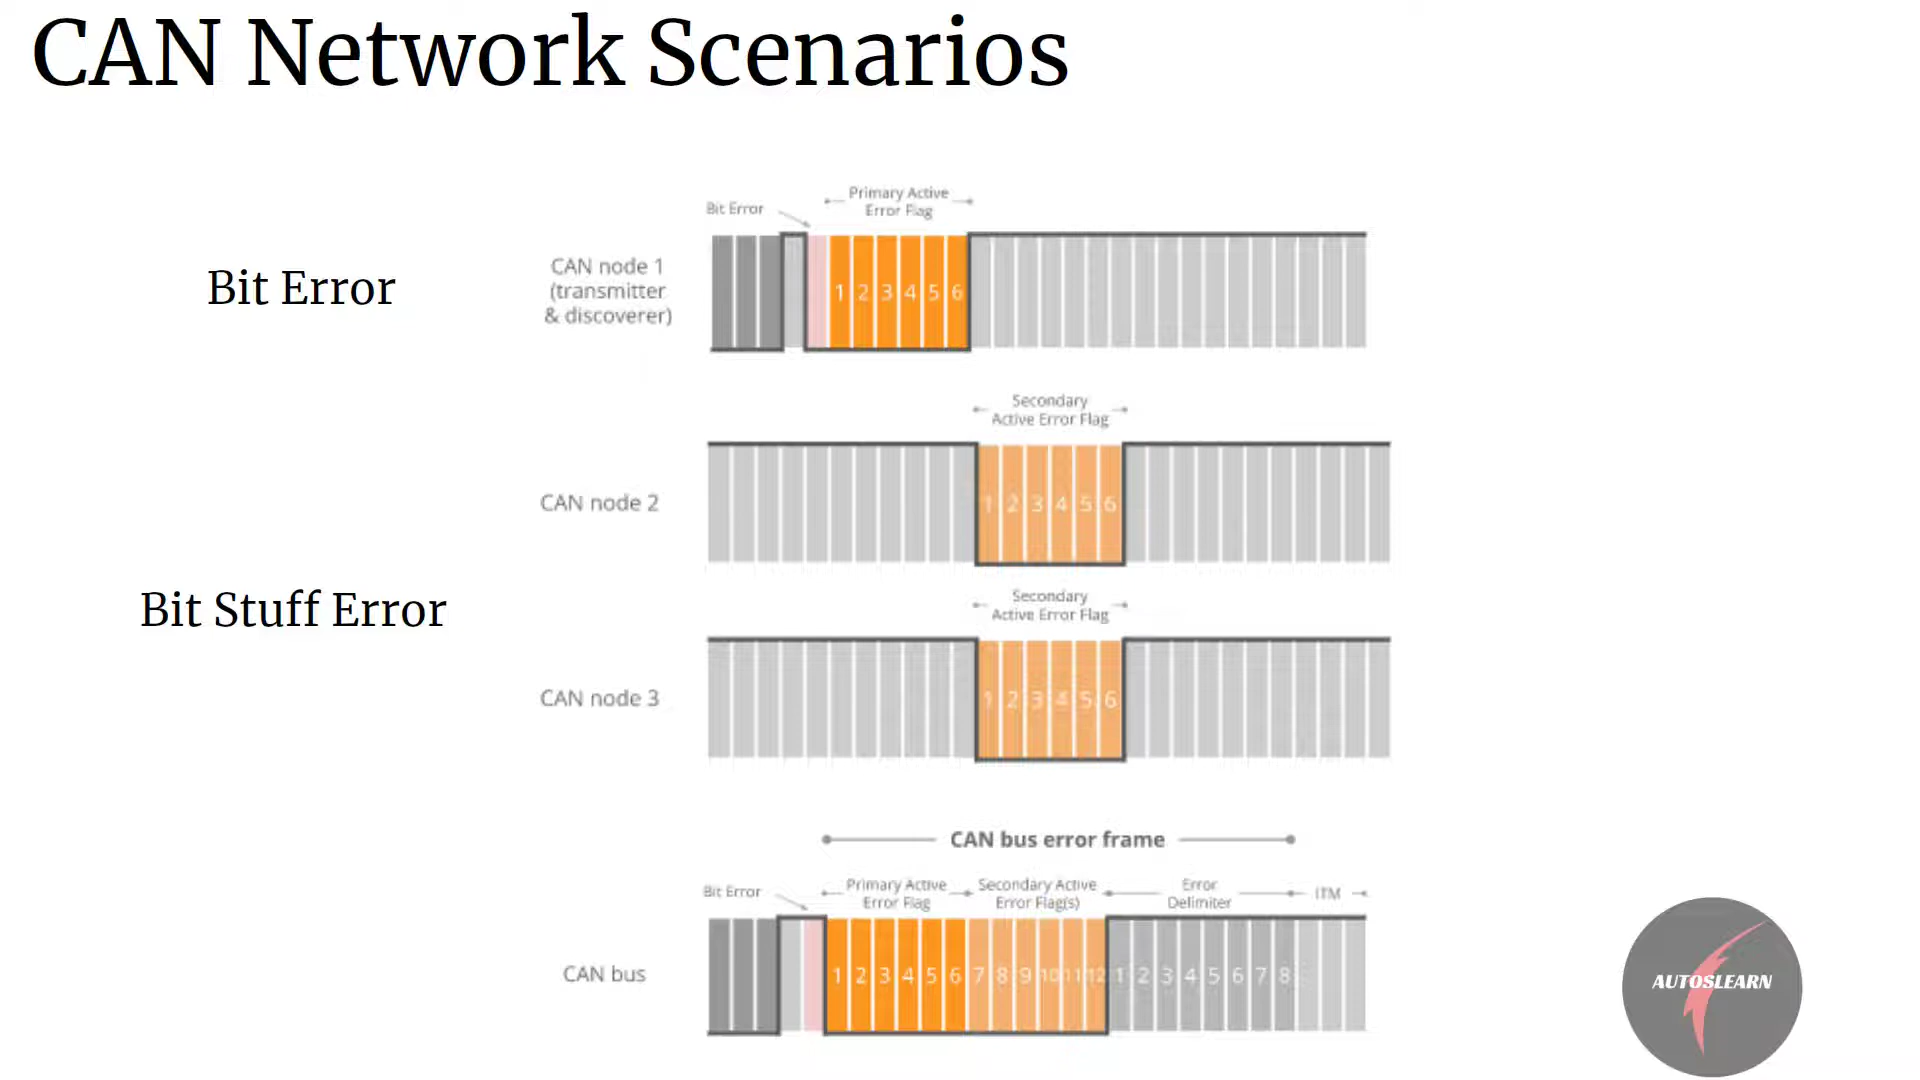 CAN Network Scenarios
Bit Error
Primary Active
Error Flag
Bit Error
CAN node 1
(transmitter
& discoverer)
1 2 3 4 5 6
Secondary
Active Error Flag
CAN node 2
1 2 3 4 5 6
Bit Stuff Error
Secondary
Active Error Flag
CAN node 3
1 2 3 4 5 6
CAN bus error frame
Bit Error
Primary Active
Error Flag
Secondary Active
Error Flag(s)
Error
Delimiter
ITM
CAN bus
1 2 3 4 5 6 7 8 9 10 11 12 1 2 3 4 5 6 7 8
AUTOSLEARN